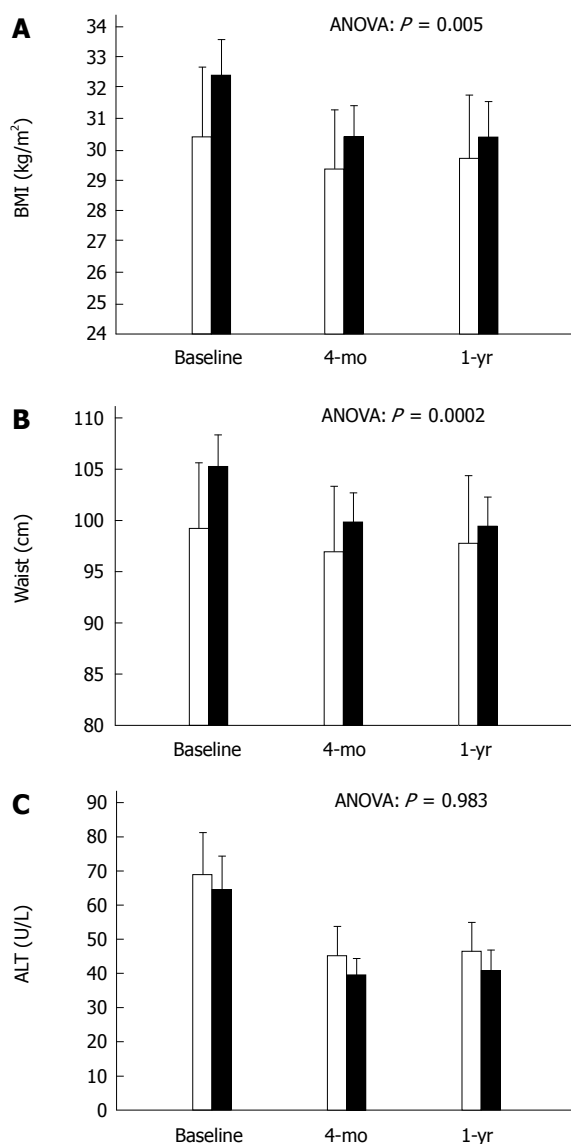 A
ANOVA: P = 0.005
BMI (kg/m²)
34
33
32
31
30
29
28
27
26
25
24
Baseline 4-mo 1-yr
B
ANOVA: P = 0.0002
Waist (cm)
110
105
100
95
90
85
80
Baseline 4-mo 1-yr
C
ANOVA: P = 0.983
ALT (U/L)
90
80
70
60
50
40
30
20
10
0
Baseline 4-mo 1-yr